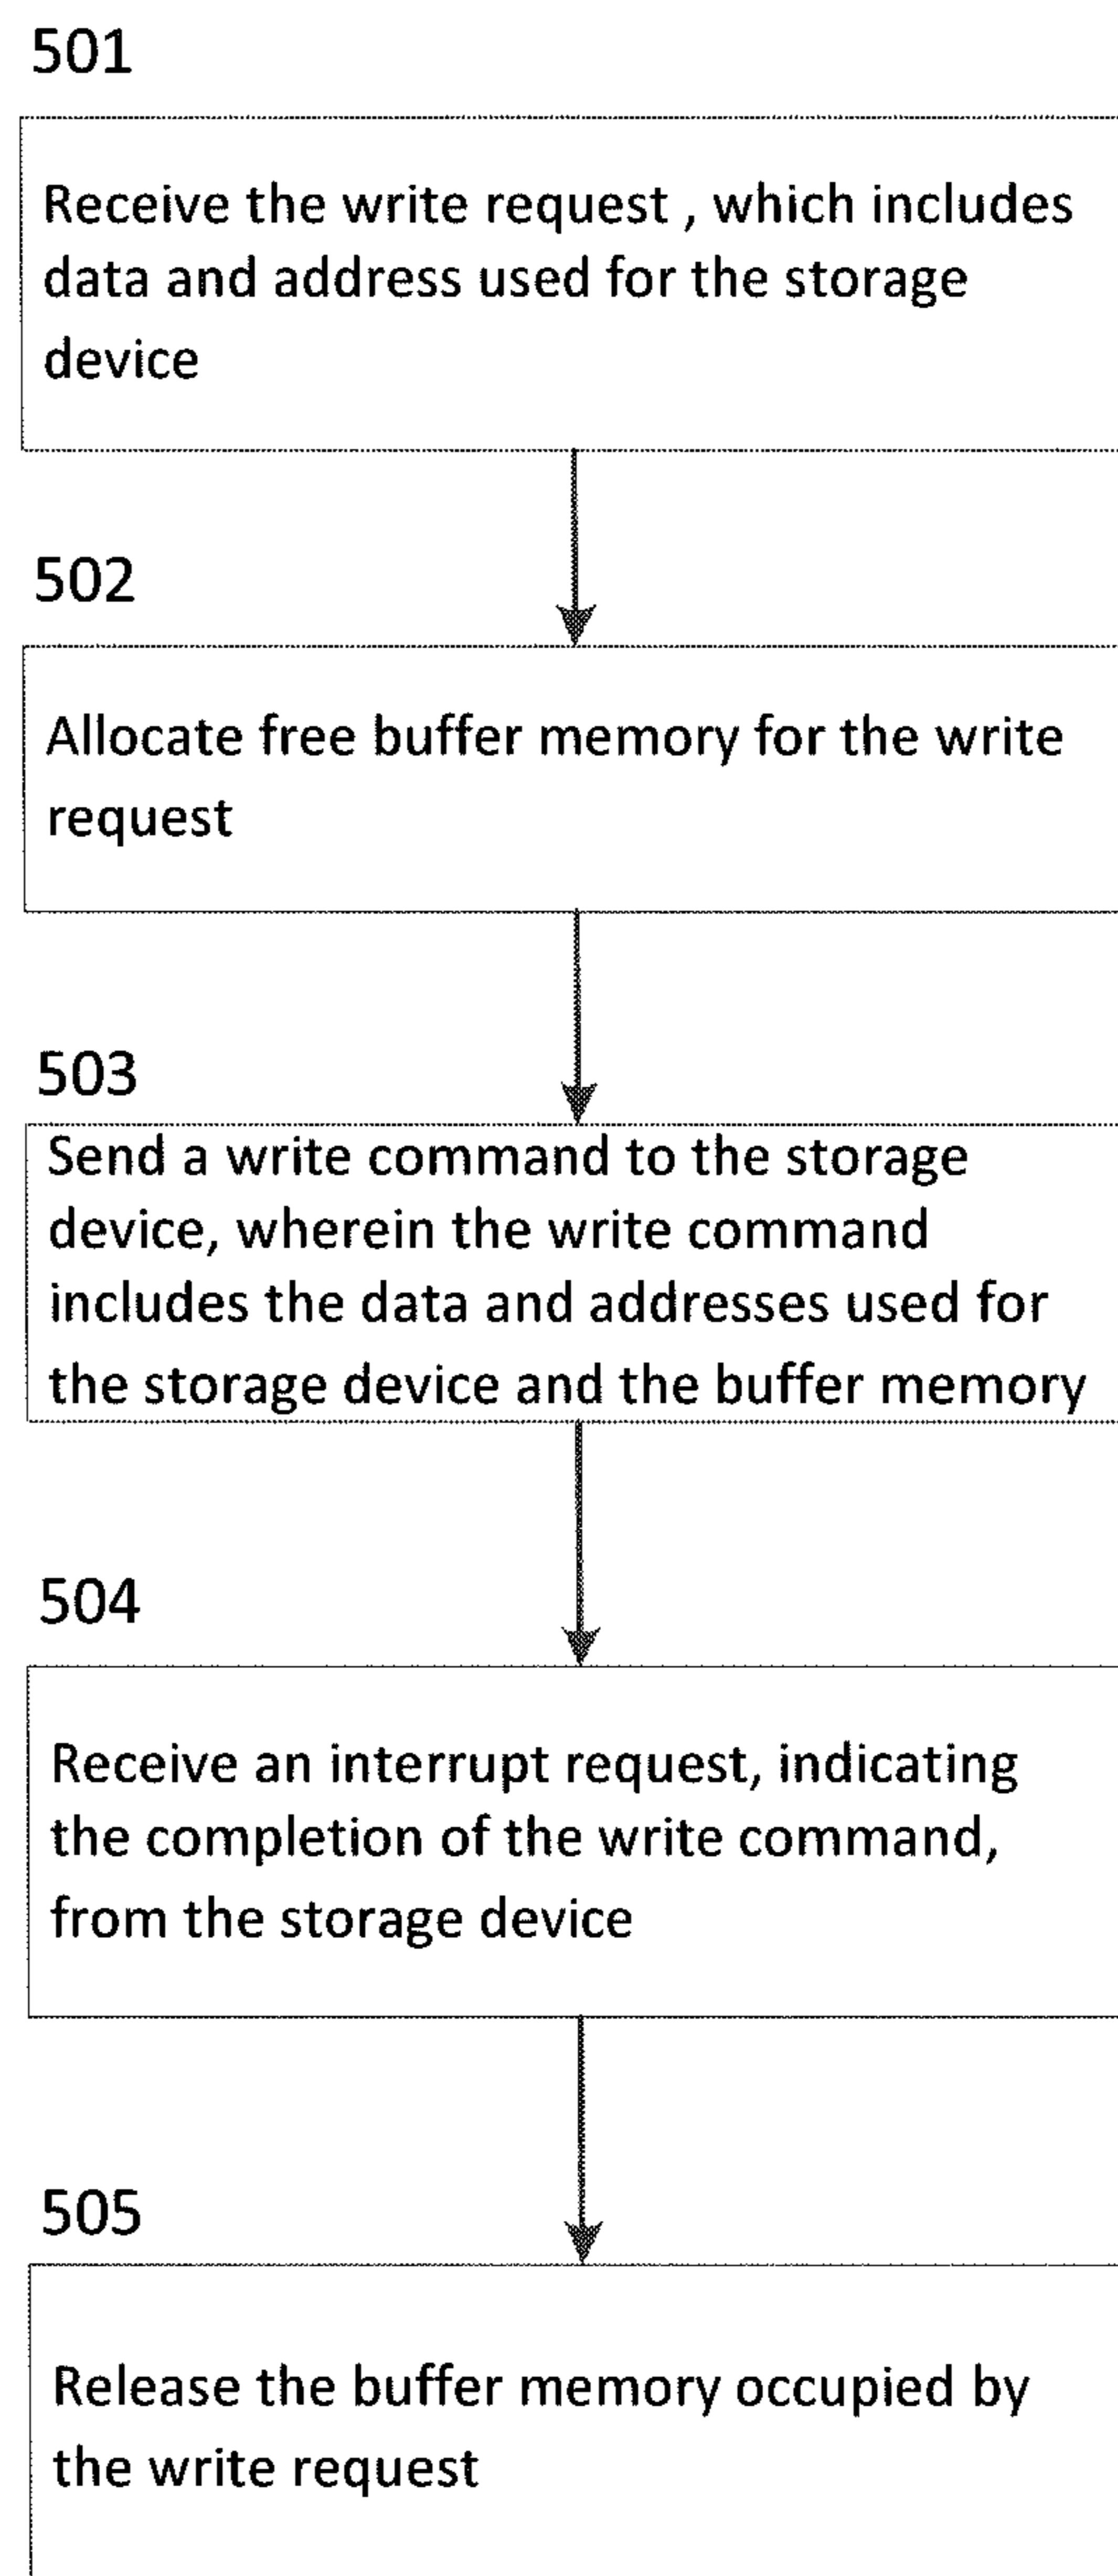 501
Receive the write request , which includes
data and address used for the storage
device
502
Allocate free buffer memory for the write
request
503
Send a write command to the storage
device, wherein the write command
includes the data and addresses used for
the storage device and the buffer memory
504
Receive an interrupt request, indicating
the completion of the write command,
from the storage device
505
Release the buffer memory occupied by
the write request